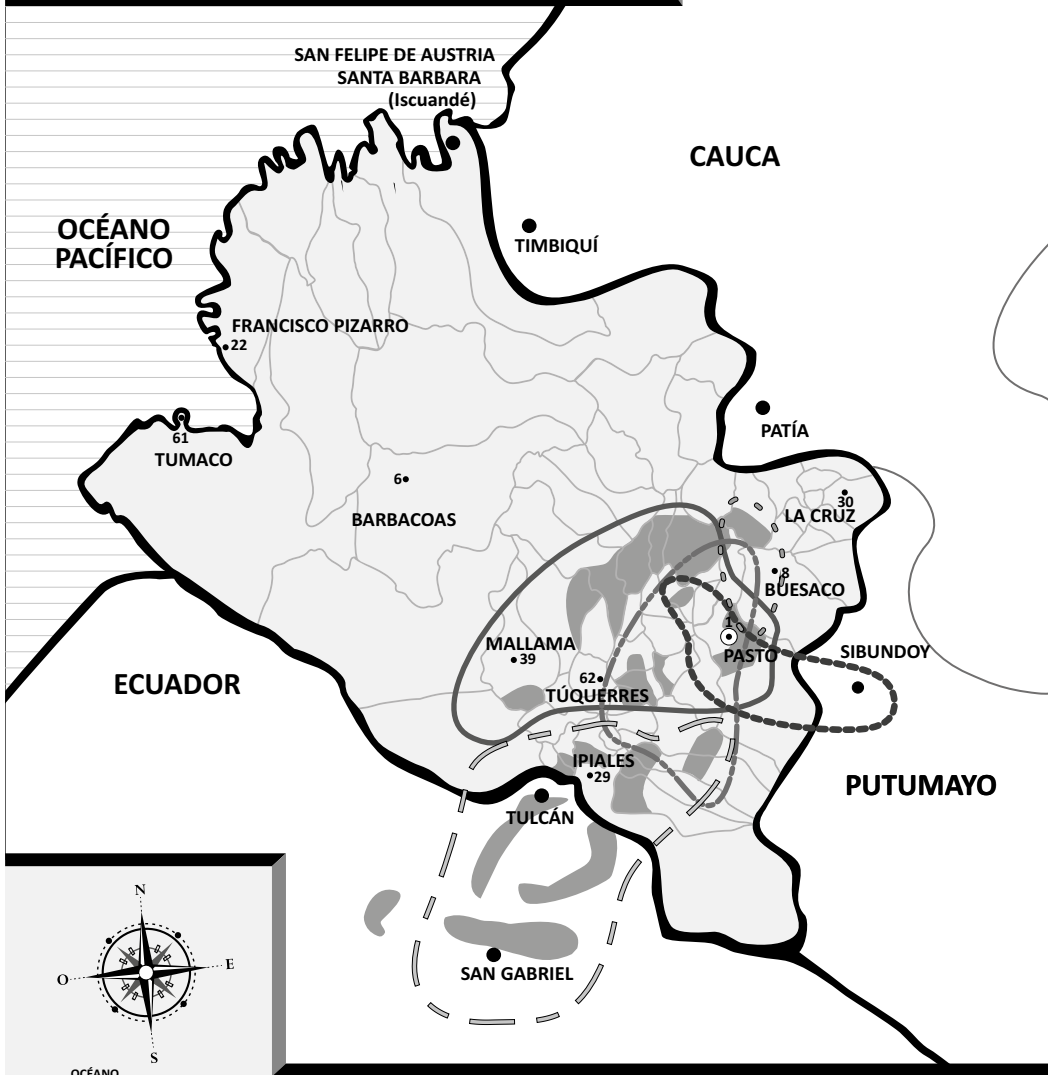 SAN FELIPE DE AUSTRIA
SANTA BARBARA
(Iscuandé)
CAUCA
OCÉANO
PACÍFICO
TIMBIQUÍ
FRANCISCO PIZARRO
22
PATÍA
61
TUMACO
6
BARBACOAS
30
LA CRUZ
8
BUESACO
1
PASTO
MALLAMA
39
SIBUNDOY
62
TÚQUERRES
ECUADOR
IPIALES
29
PUTUMAYO
TULCÁN
SAN GABRIEL
N
O
E
S
OCÉANO